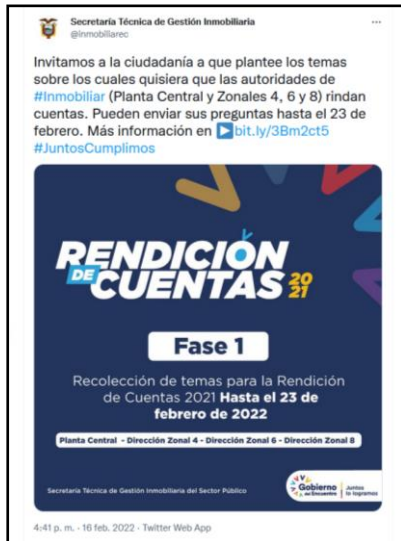 Secretaría Técnica de Gestión Inmobiliaria
@inmobiliarec
Invitamos a la ciudadanía a que plantee los temas
sobre los cuales quisiera que las autoridades de
#Inmobiliar (Planta Central y Zonales 4, 6 y 8) rindan
cuentas. Pueden enviar sus preguntas hasta el 23 de
febrero. Más información en ▶bit.ly/3Bm2ct5
#JuntosCumplimos
RENDICIÓN
DE CUENTAS 2021
Fase 1
Recolección de temas para la Rendición
de Cuentas 2021 Hasta el 23 de
febrero de 2022
Planta Central - Dirección Zonal 4 - Dirección Zonal 6 - Dirección Zonal 8
Secretaría Técnica de Gestión Inmobiliaria del Sector Público
Gobierno del Encuentro
Juntos lo logramos
4:41 p. m. · 16 feb. 2022 · Twitter Web App